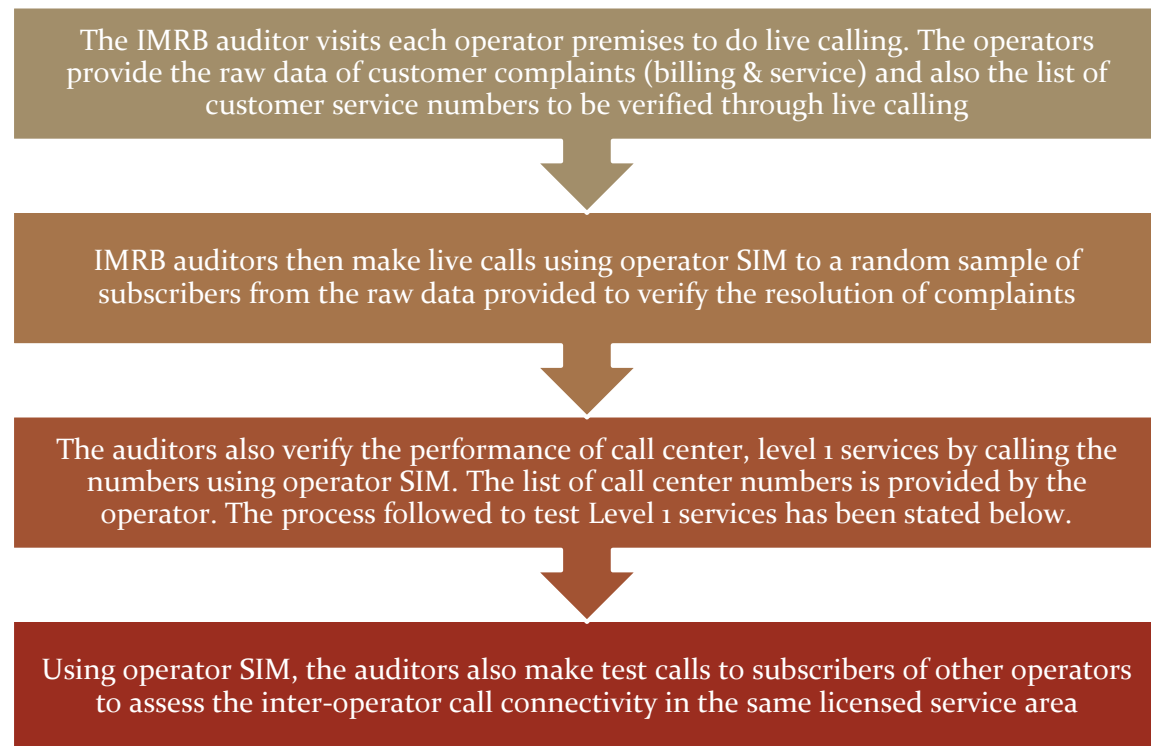 The IMRB auditor visits each operator premises to do live calling. The operators
provide the raw data of customer complaints (billing & service) and also the list of
customer service numbers to be verified through live calling
IMRB auditors then make live calls using operator SIM to a random sample of
subscribers from the raw data provided to verify the resolution of complaints
The auditors also verify the performance of call center, level 1 services by calling the
numbers using operator SIM. The list of call center numbers is provided by the
operator. The process followed to test Level 1 services has been stated below.
Using operator SIM, the auditors also make test calls to subscribers of other operators
to assess the inter-operator call connectivity in the same licensed service area